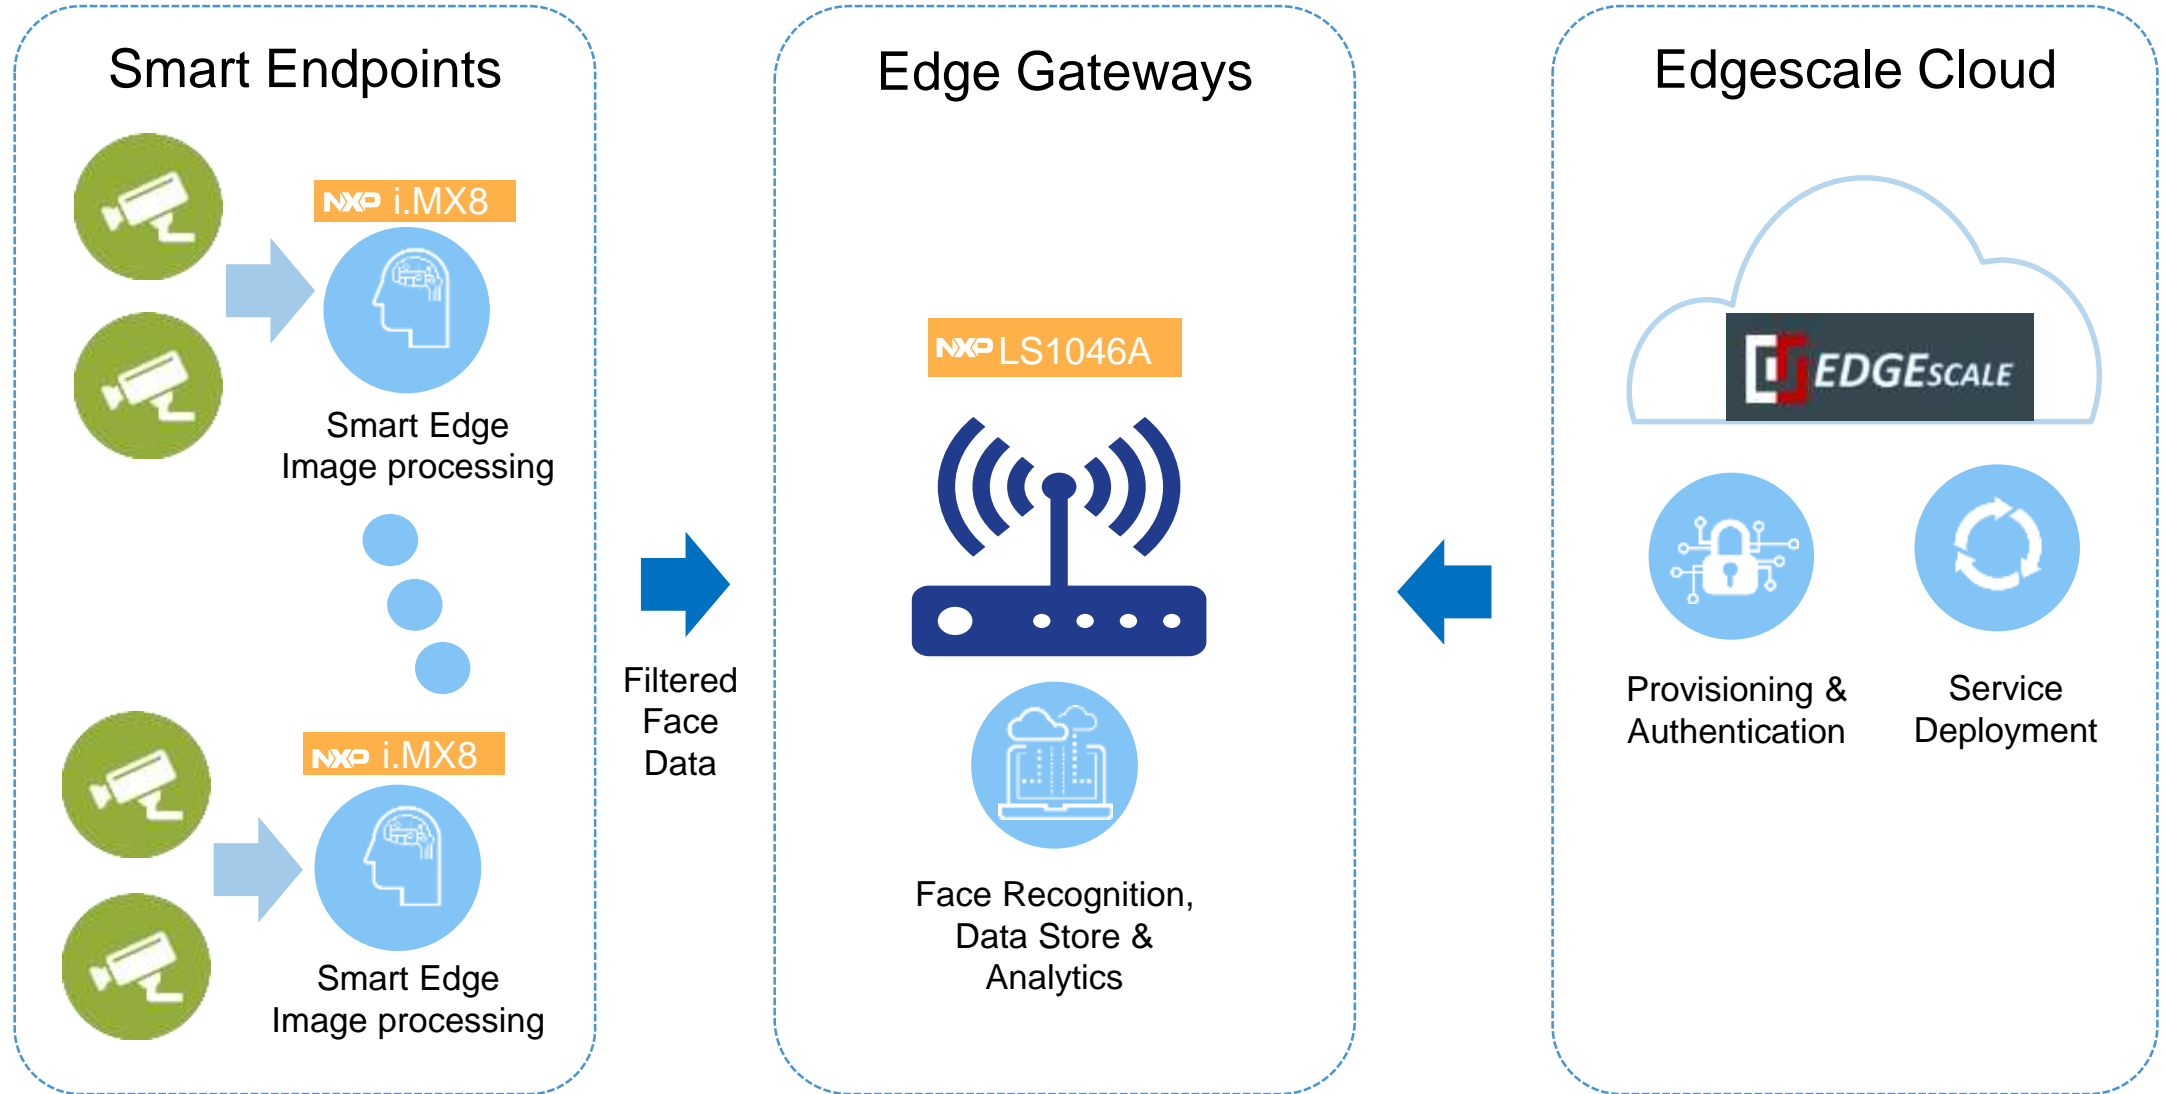 Smart Endpoints
NXP i.MX8
Smart Edge
Image processing
NXP i.MX8
Smart Edge
Image processing
Filtered
Face
Data
Edge Gateways
NXP LS1046A
Face Recognition,
Data Store &
Analytics
Edgescale Cloud
EDGESCALE
Provisioning &
Authentication
Service
Deployment